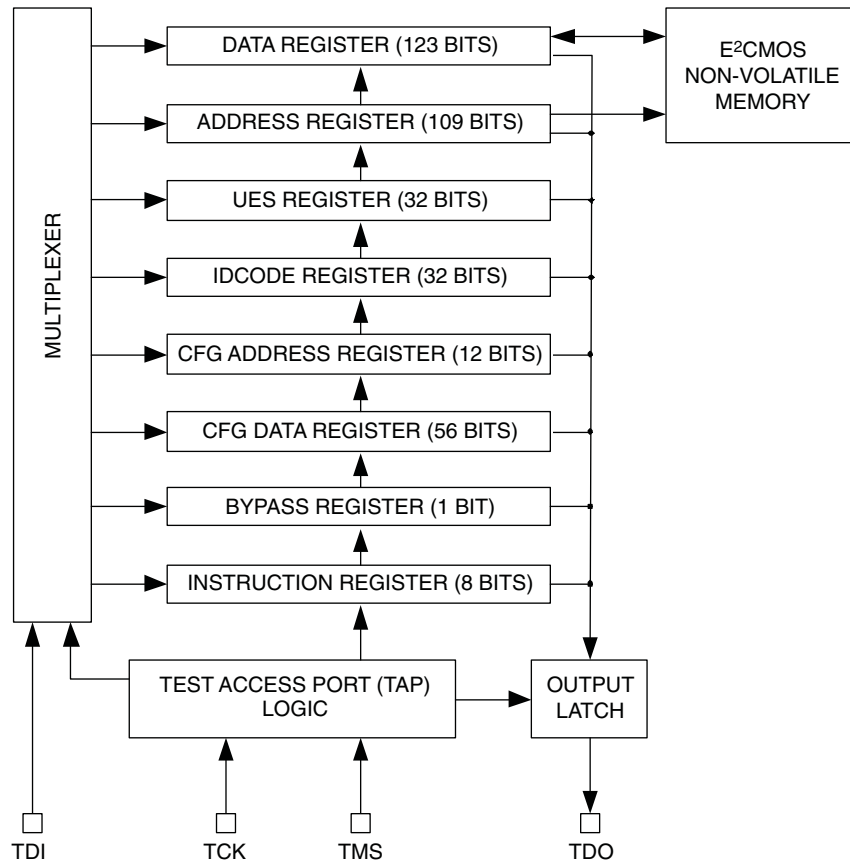 DATA REGISTER (123 BITS)
E²CMOS
NON-VOLATILE
MEMORY
ADDRESS REGISTER (109 BITS)
UES REGISTER (32 BITS)
IDCODE REGISTER (32 BITS)
MULTIPLEXER
CFG ADDRESS REGISTER (12 BITS)
CFG DATA REGISTER (56 BITS)
BYPASS REGISTER (1 BIT)
INSTRUCTION REGISTER (8 BITS)
TEST ACCESS PORT (TAP)
LOGIC
OUTPUT
LATCH
TDI
TCK
TMS
TDO